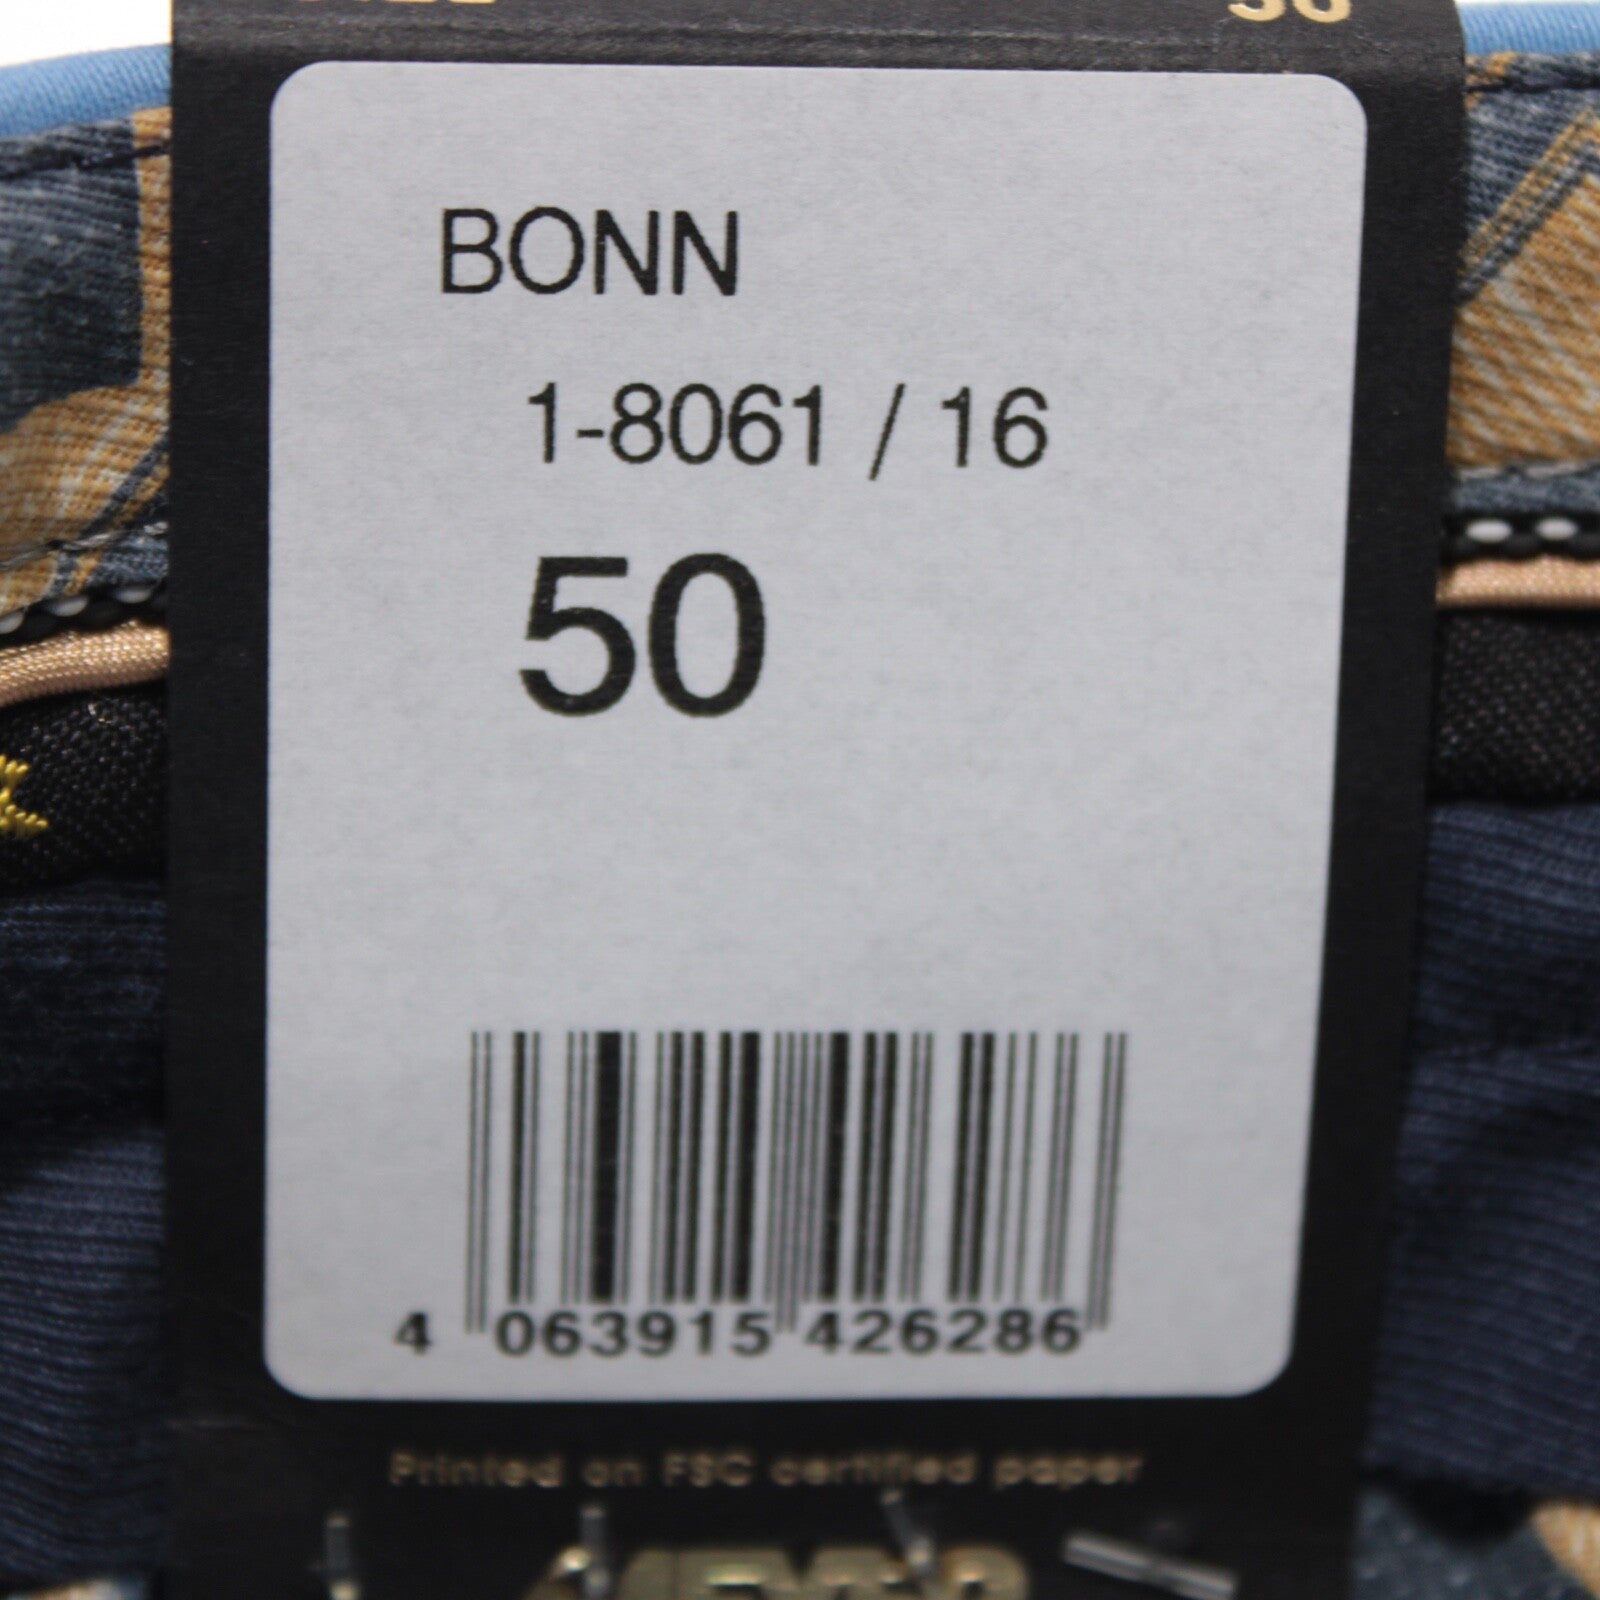 BONN
1-8061 / 16
50
4 063915 426286
Printed on FSC certified paper